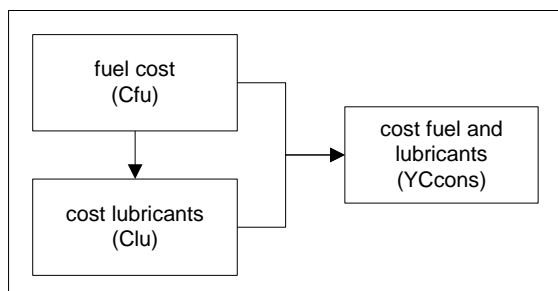 fuel cost
(Cfu)
cost lubricants
(Clu)
cost fuel and
lubricants
(YCcons)